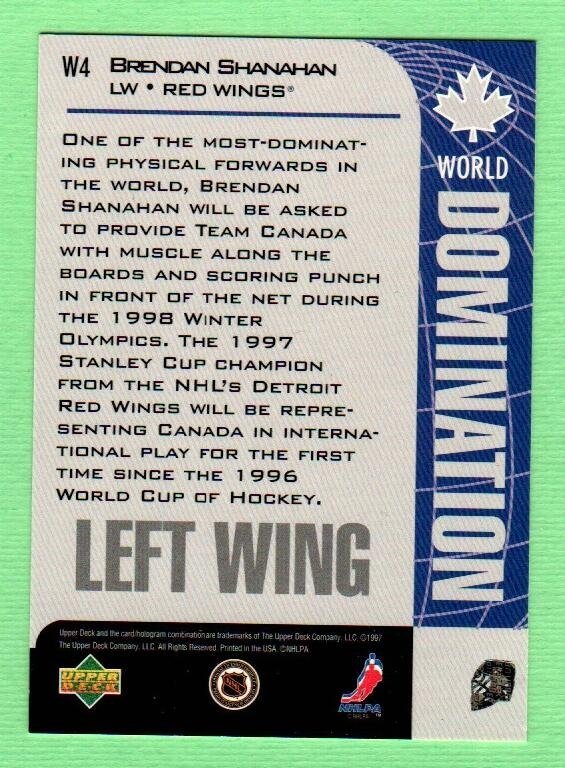 W4 BRENDAN SHANAHAN
LW • RED WINGS®
ONE OF THE MOST-DOMINAT-
ING PHYSICAL FORWARDS IN
THE WORLD, BRENDAN
SHANAHAN WILL BE ASKED
TO PROVIDE TEAM CANADA
WITH MUSCLE ALONG THE
BOARDS AND SCORING PUNCH
IN FRONT OF THE NET DURING
THE 1998 WINTER
OLYMPICS. THE 1997
STANLEY CUP CHAMPION
FROM THE NHL'S DETROIT
RED WINGS WILL BE REPRE-
SENTING CANADA IN INTERNA-
TIONAL PLAY FOR THE FIRST
TIME SINCE THE 1996
WORLD CUP OF HOCKEY.
LEFT WING
WORLD
DOMINATION
Upper Deck and the card/hologram combination are trademarks of The Upper Deck Company, LLC. ©1997
The Upper Deck Company, LLC. All Rights Reserved. Printed in the USA. ©NHLPA
UPPER
DECK
NHL
NHLPA™
© NHLPA